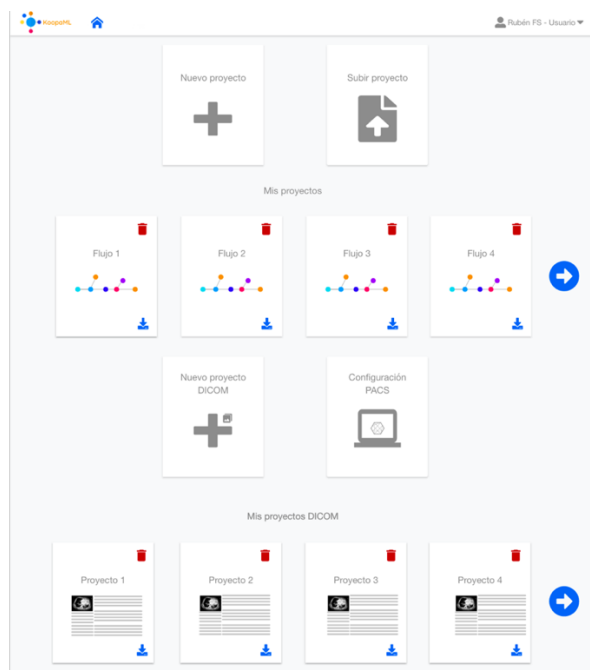 KoopaML
Rubén FS - Usuario
Nuevo proyecto
Subir proyecto
Mis proyectos
Flujo 1
Flujo 2
Flujo 3
Flujo 4
Nuevo proyecto
DICOM
Configuración
PACS
Mis proyectos DICOM
Proyecto 1
Proyecto 2
Proyecto 3
Proyecto 4